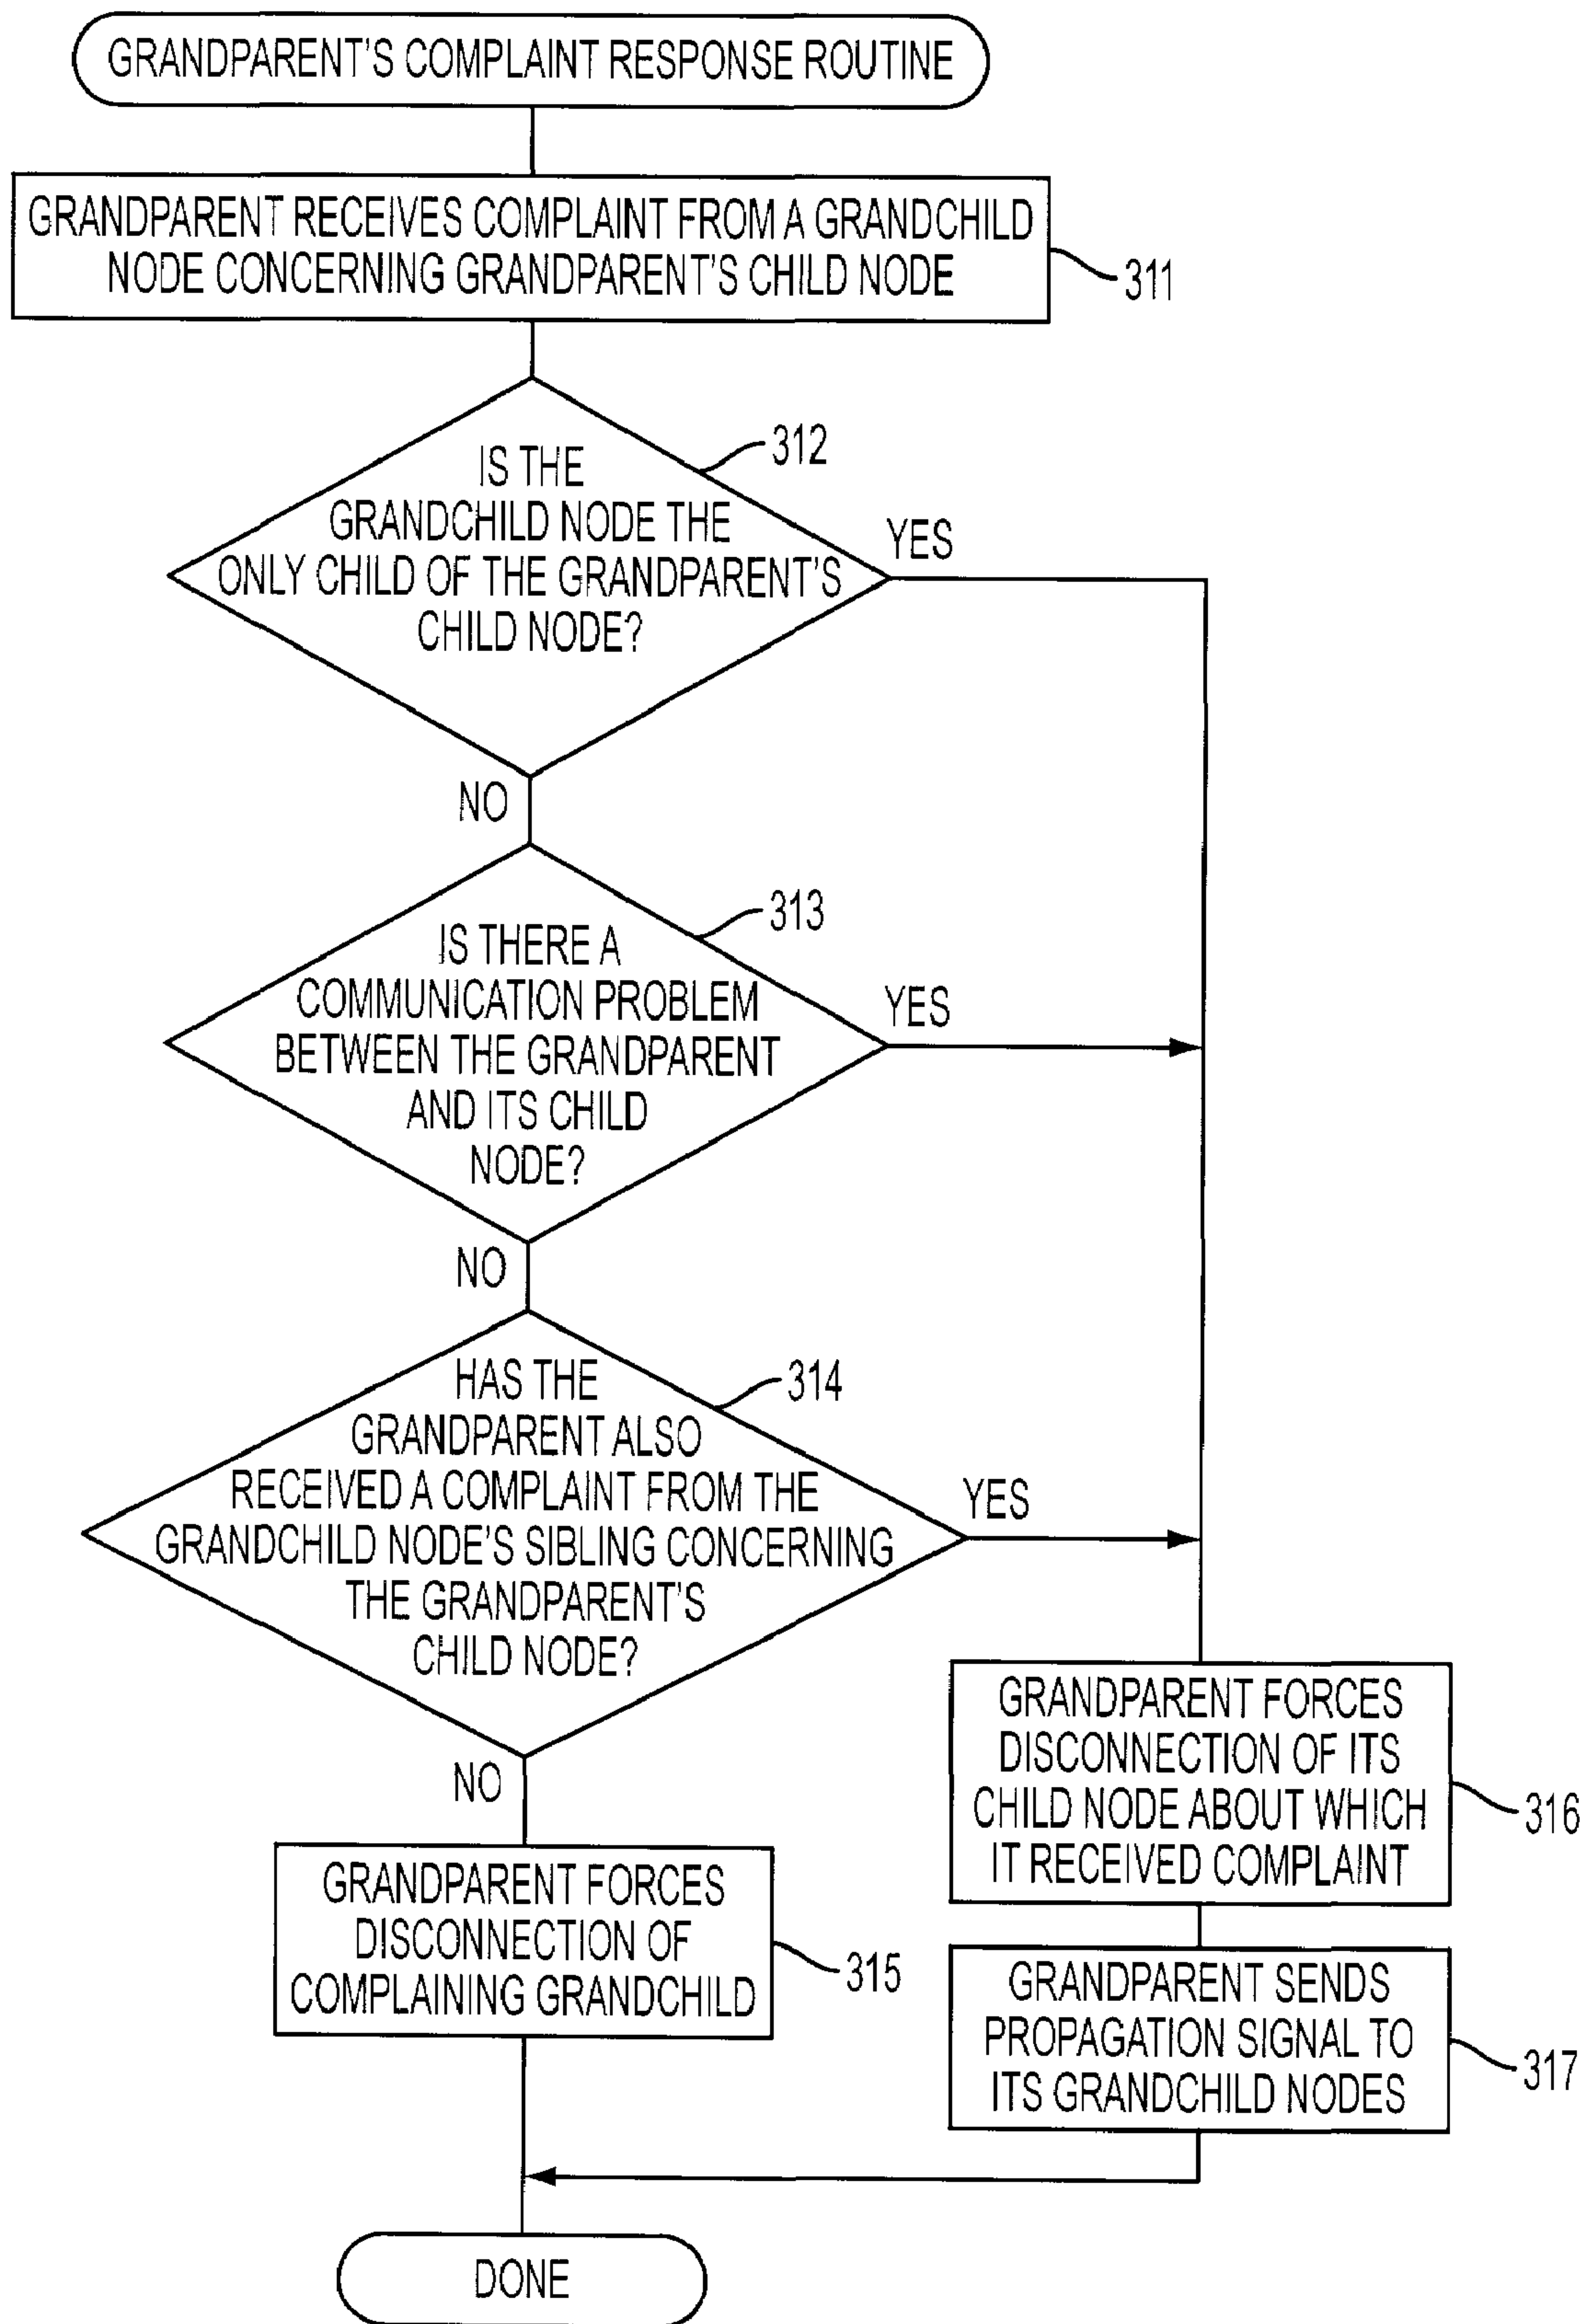 GRANDPARENT'S COMPLAINT RESPONSE ROUTINE
GRANDPARENT RECEIVES COMPLAINT FROM A GRANDCHILD
NODE CONCERNING GRANDPARENT'S CHILD NODE
311
IS THE
GRANDCHILD NODE THE
ONLY CHILD OF THE GRANDPARENT'S
CHILD NODE?
312
YES
NO
IS THERE A
COMMUNICATION PROBLEM
BETWEEN THE GRANDPARENT
AND ITS CHILD
NODE?
313
YES
NO
HAS THE
GRANDPARENT ALSO
RECEIVED A COMPLAINT FROM THE
GRANDCHILD NODE'S SIBLING CONCERNING
THE GRANDPARENT'S
CHILD NODE?
314
YES
NO
GRANDPARENT FORCES
DISCONNECTION OF
COMPLAINING GRANDCHILD
315
GRANDPARENT FORCES
DISCONNECTION OF ITS
CHILD NODE ABOUT WHICH
IT RECEIVED COMPLAINT
316
GRANDPARENT SENDS
PROPAGATION SIGNAL TO
ITS GRANDCHILD NODES
317
DONE